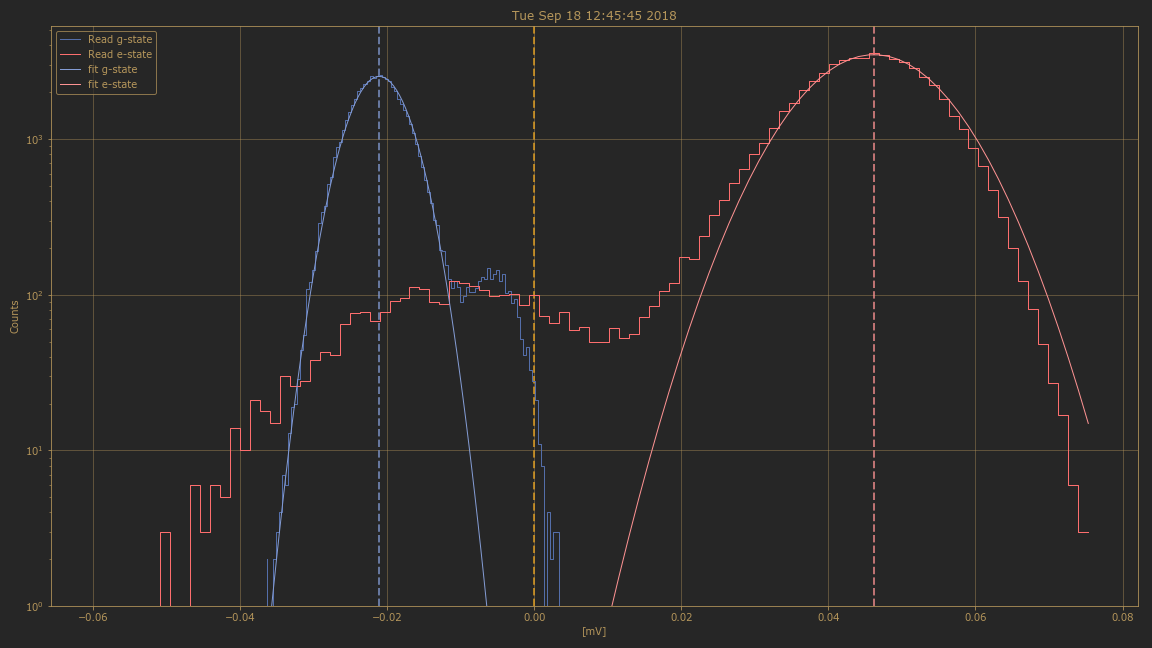 Tue Sep 18 12:45:45 2018
Read g-state
Read e-state
fit g-state
fit e-state
Counts
10³
10²
10¹
10⁰
−0.06 −0.04 −0.02 0.00 0.02 0.04 0.06 0.08
[mV]